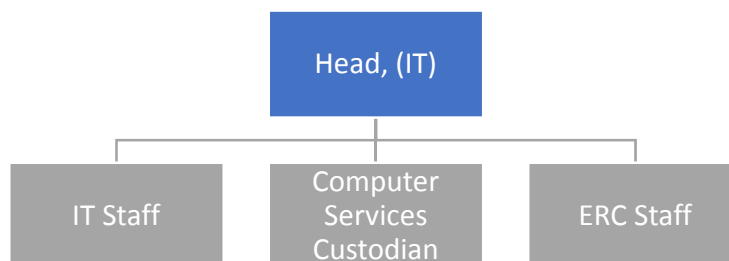 Head, (IT)
IT Staff
Computer
Services
Custodian
ERC Staff